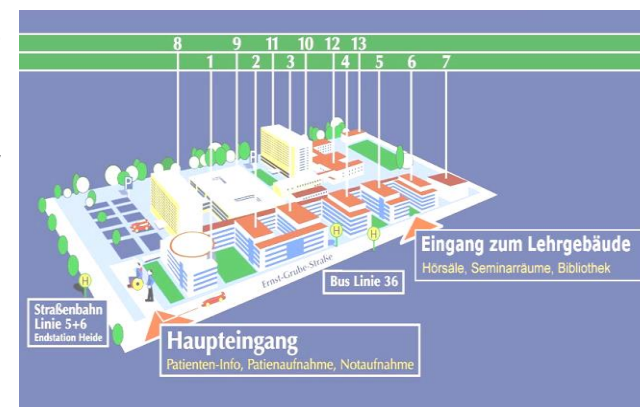 8 9 11 10 12 13
1 2 3 4 5 6 7
P
P
H
H
H
Ernst-Grube-Straße
Eingang zum Lehrgebäude
Hörsäle, Seminarräume, Bibliothek
Bus Linie 36
Straßenbahn
Linie 5+6
Endstation Heide
Haupteingang
Patienten-Info, Patienaufnahme, Notaufnahme